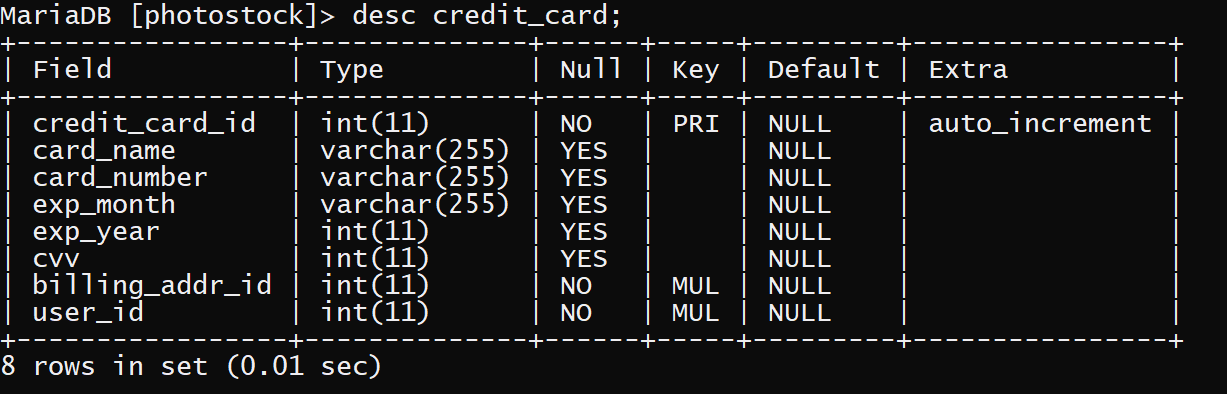 MariaDB [photostock]> desc credit_card;
+-----------------+--------------+------+-----+---------+----------------+
| Field           | Type         | Null | Key | Default | Extra          |
+-----------------+--------------+------+-----+---------+----------------+
| credit_card_id  | int(11)      | NO   | PRI | NULL    | auto_increment |
| card_name       | varchar(255) | YES  |     | NULL    |                |
| card_number     | varchar(255) | YES  |     | NULL    |                |
| exp_month       | varchar(255) | YES  |     | NULL    |                |
| exp_year        | int(11)      | YES  |     | NULL    |                |
| cvv             | int(11)      | YES  |     | NULL    |                |
| billing_addr_id | int(11)      | NO   | MUL | NULL    |                |
| user_id         | int(11)      | NO   | MUL | NULL    |                |
+-----------------+--------------+------+-----+---------+----------------+
8 rows in set (0.01 sec)